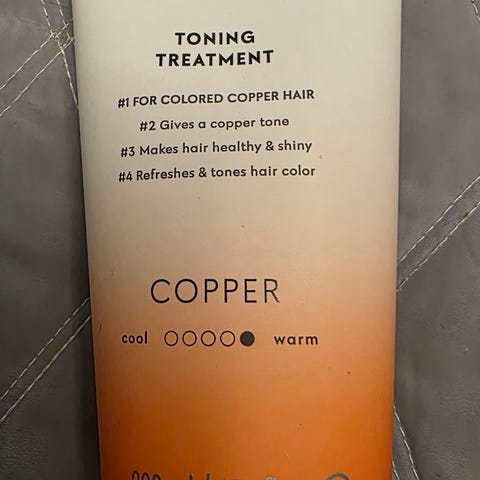 TONING
TREATMENT
#1 FOR COLORED COPPER HAIR
#2 Gives a copper tone
#3 Makes hair healthy & shiny
#4 Refreshes & tones hair color
COPPER
cool ○○○○● warm